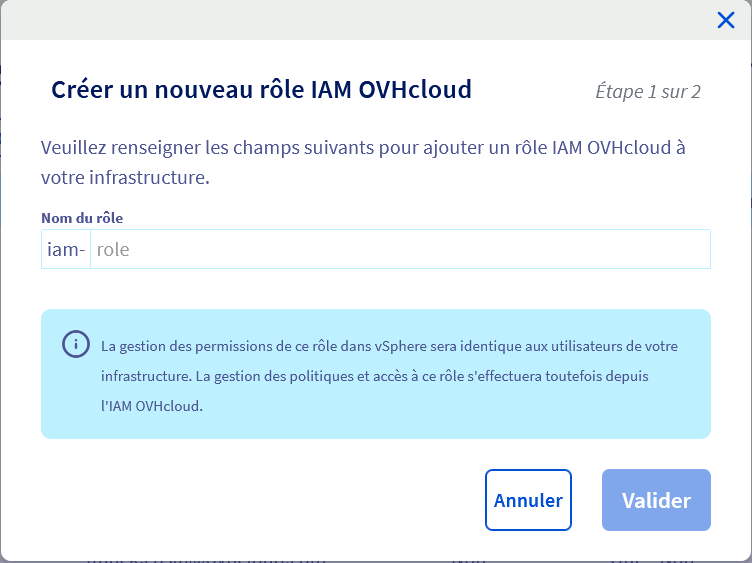 Créer un nouveau rôle IAM OVHcloud
Étape 1 sur 2
Veuillez renseigner les champs suivants pour ajouter un rôle IAM OVHcloud à
votre infrastructure.
Nom du rôle
iam- role
La gestion des permissions de ce rôle dans vSphere sera identique aux utilisateurs de votre
infrastructure. La gestion des politiques et accès à ce rôle s'effectuera toutefois depuis
l'IAM OVHcloud.
Annuler
Valider